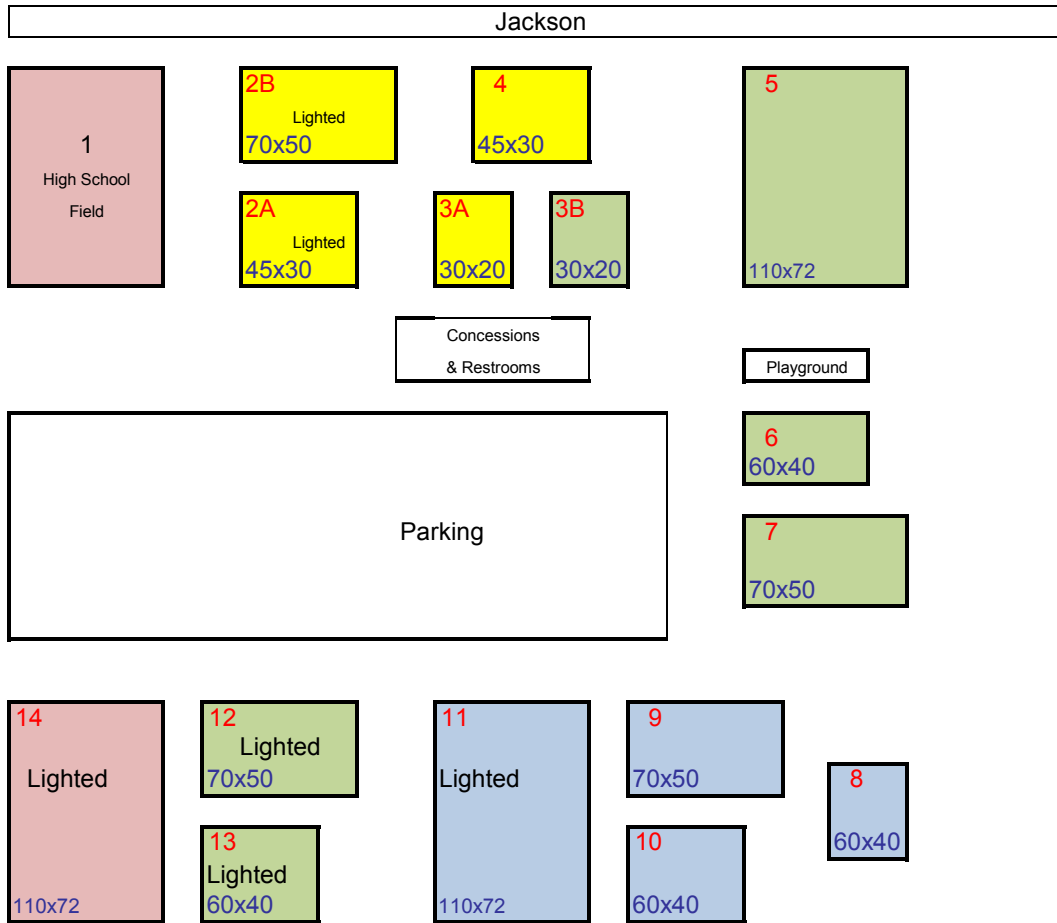 Jackson
1
High School
Field
2B
Lighted
70x50
4
45x30
5
110x72
2A
Lighted
45x30
3A
30x20
3B
30x20
Concessions
& Restrooms
Playground
6
60x40
Parking
7
70x50
14
Lighted
110x72
12
Lighted
70x50
13
Lighted
60x40
11
Lighted
110x72
9
70x50
10
60x40
8
60x40